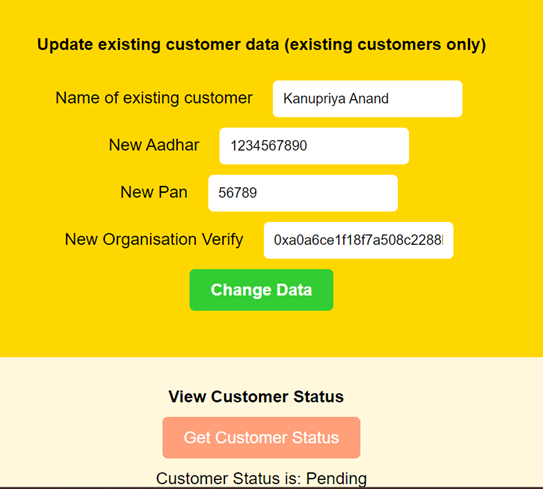 Update existing customer data (existing customers only)
Name of existing customer Kanupriya Anand
New Aadhar 1234567890
New Pan 56789
New Organisation Verify 0xa0a6ce1f18f7a508c2288
Change Data
View Customer Status
Get Customer Status
Customer Status is: Pending